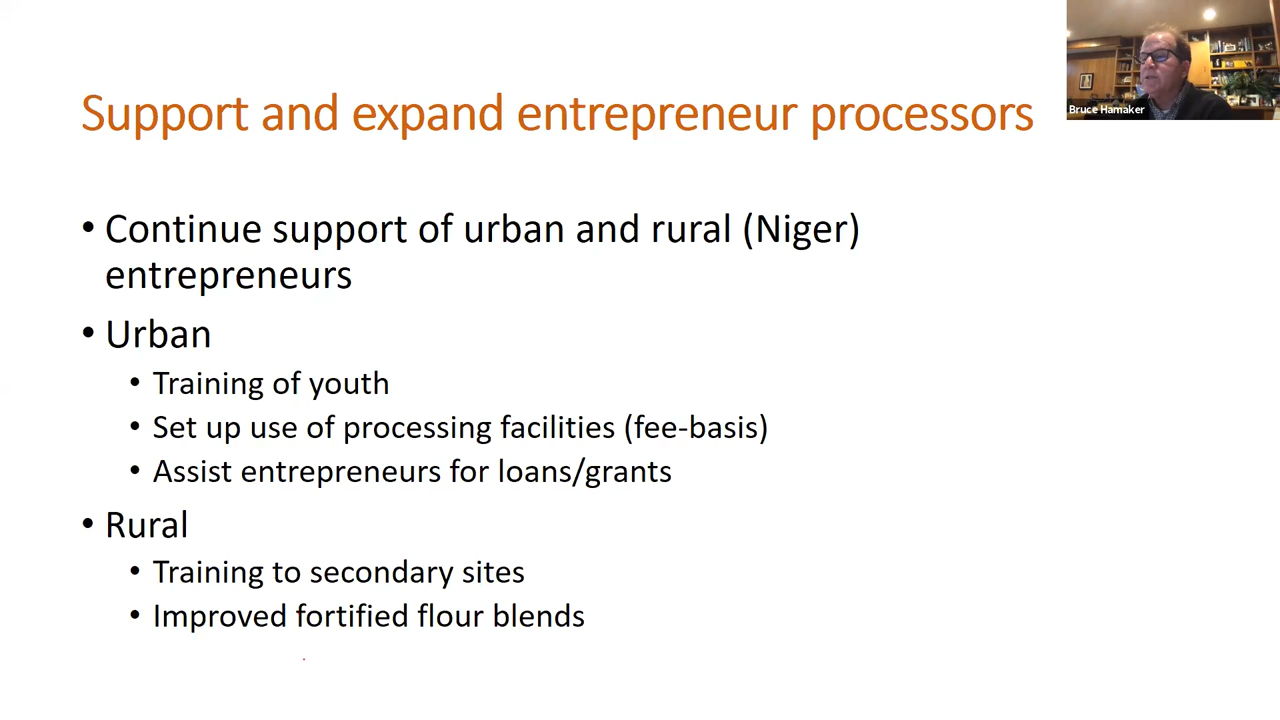 Support and expand entrepreneur processors
Bruce Hamaker
• Continue support of urban and rural (Niger)
entrepreneurs
• Urban
• Training of youth
• Set up use of processing facilities (fee-basis)
• Assist entrepreneurs for loans/grants
• Rural
• Training to secondary sites
• Improved fortified flour blends